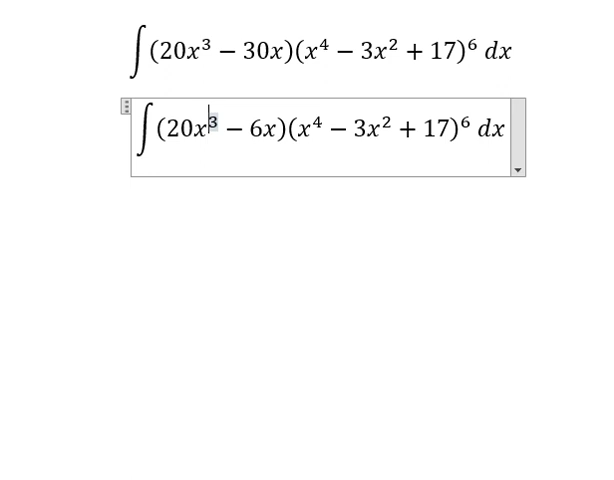 ∫(20x³ − 30x)(x⁴ − 3x² + 17)⁶ dx
∫(20x³ − 6x)(x⁴ − 3x² + 17)⁶ dx